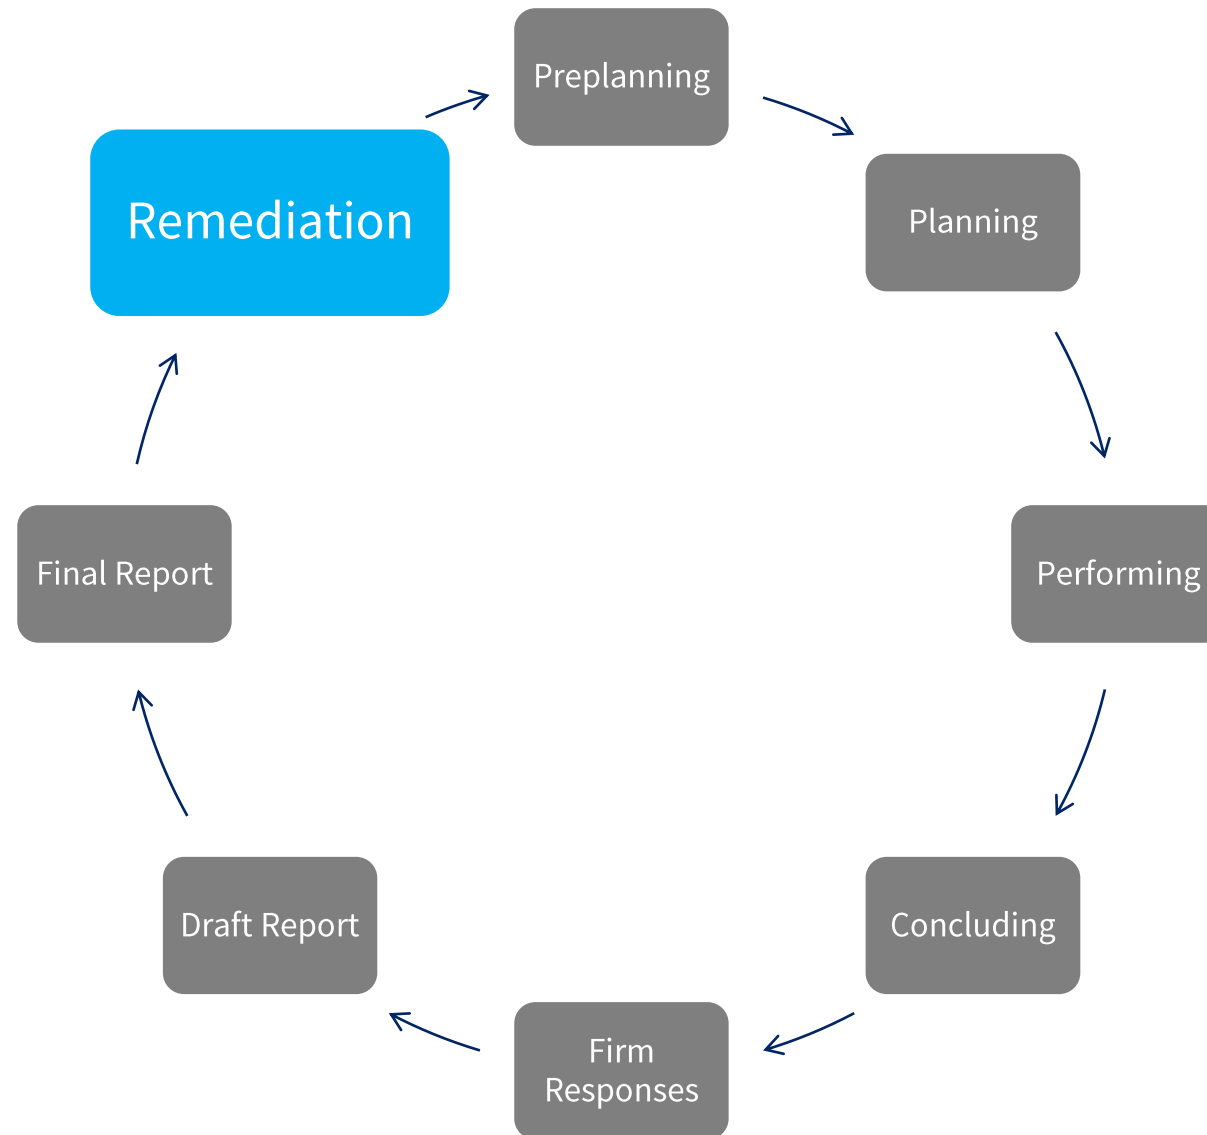 Preplanning
Planning
Performing
Concluding
Firm
Responses
Draft Report
Final Report
Remediation